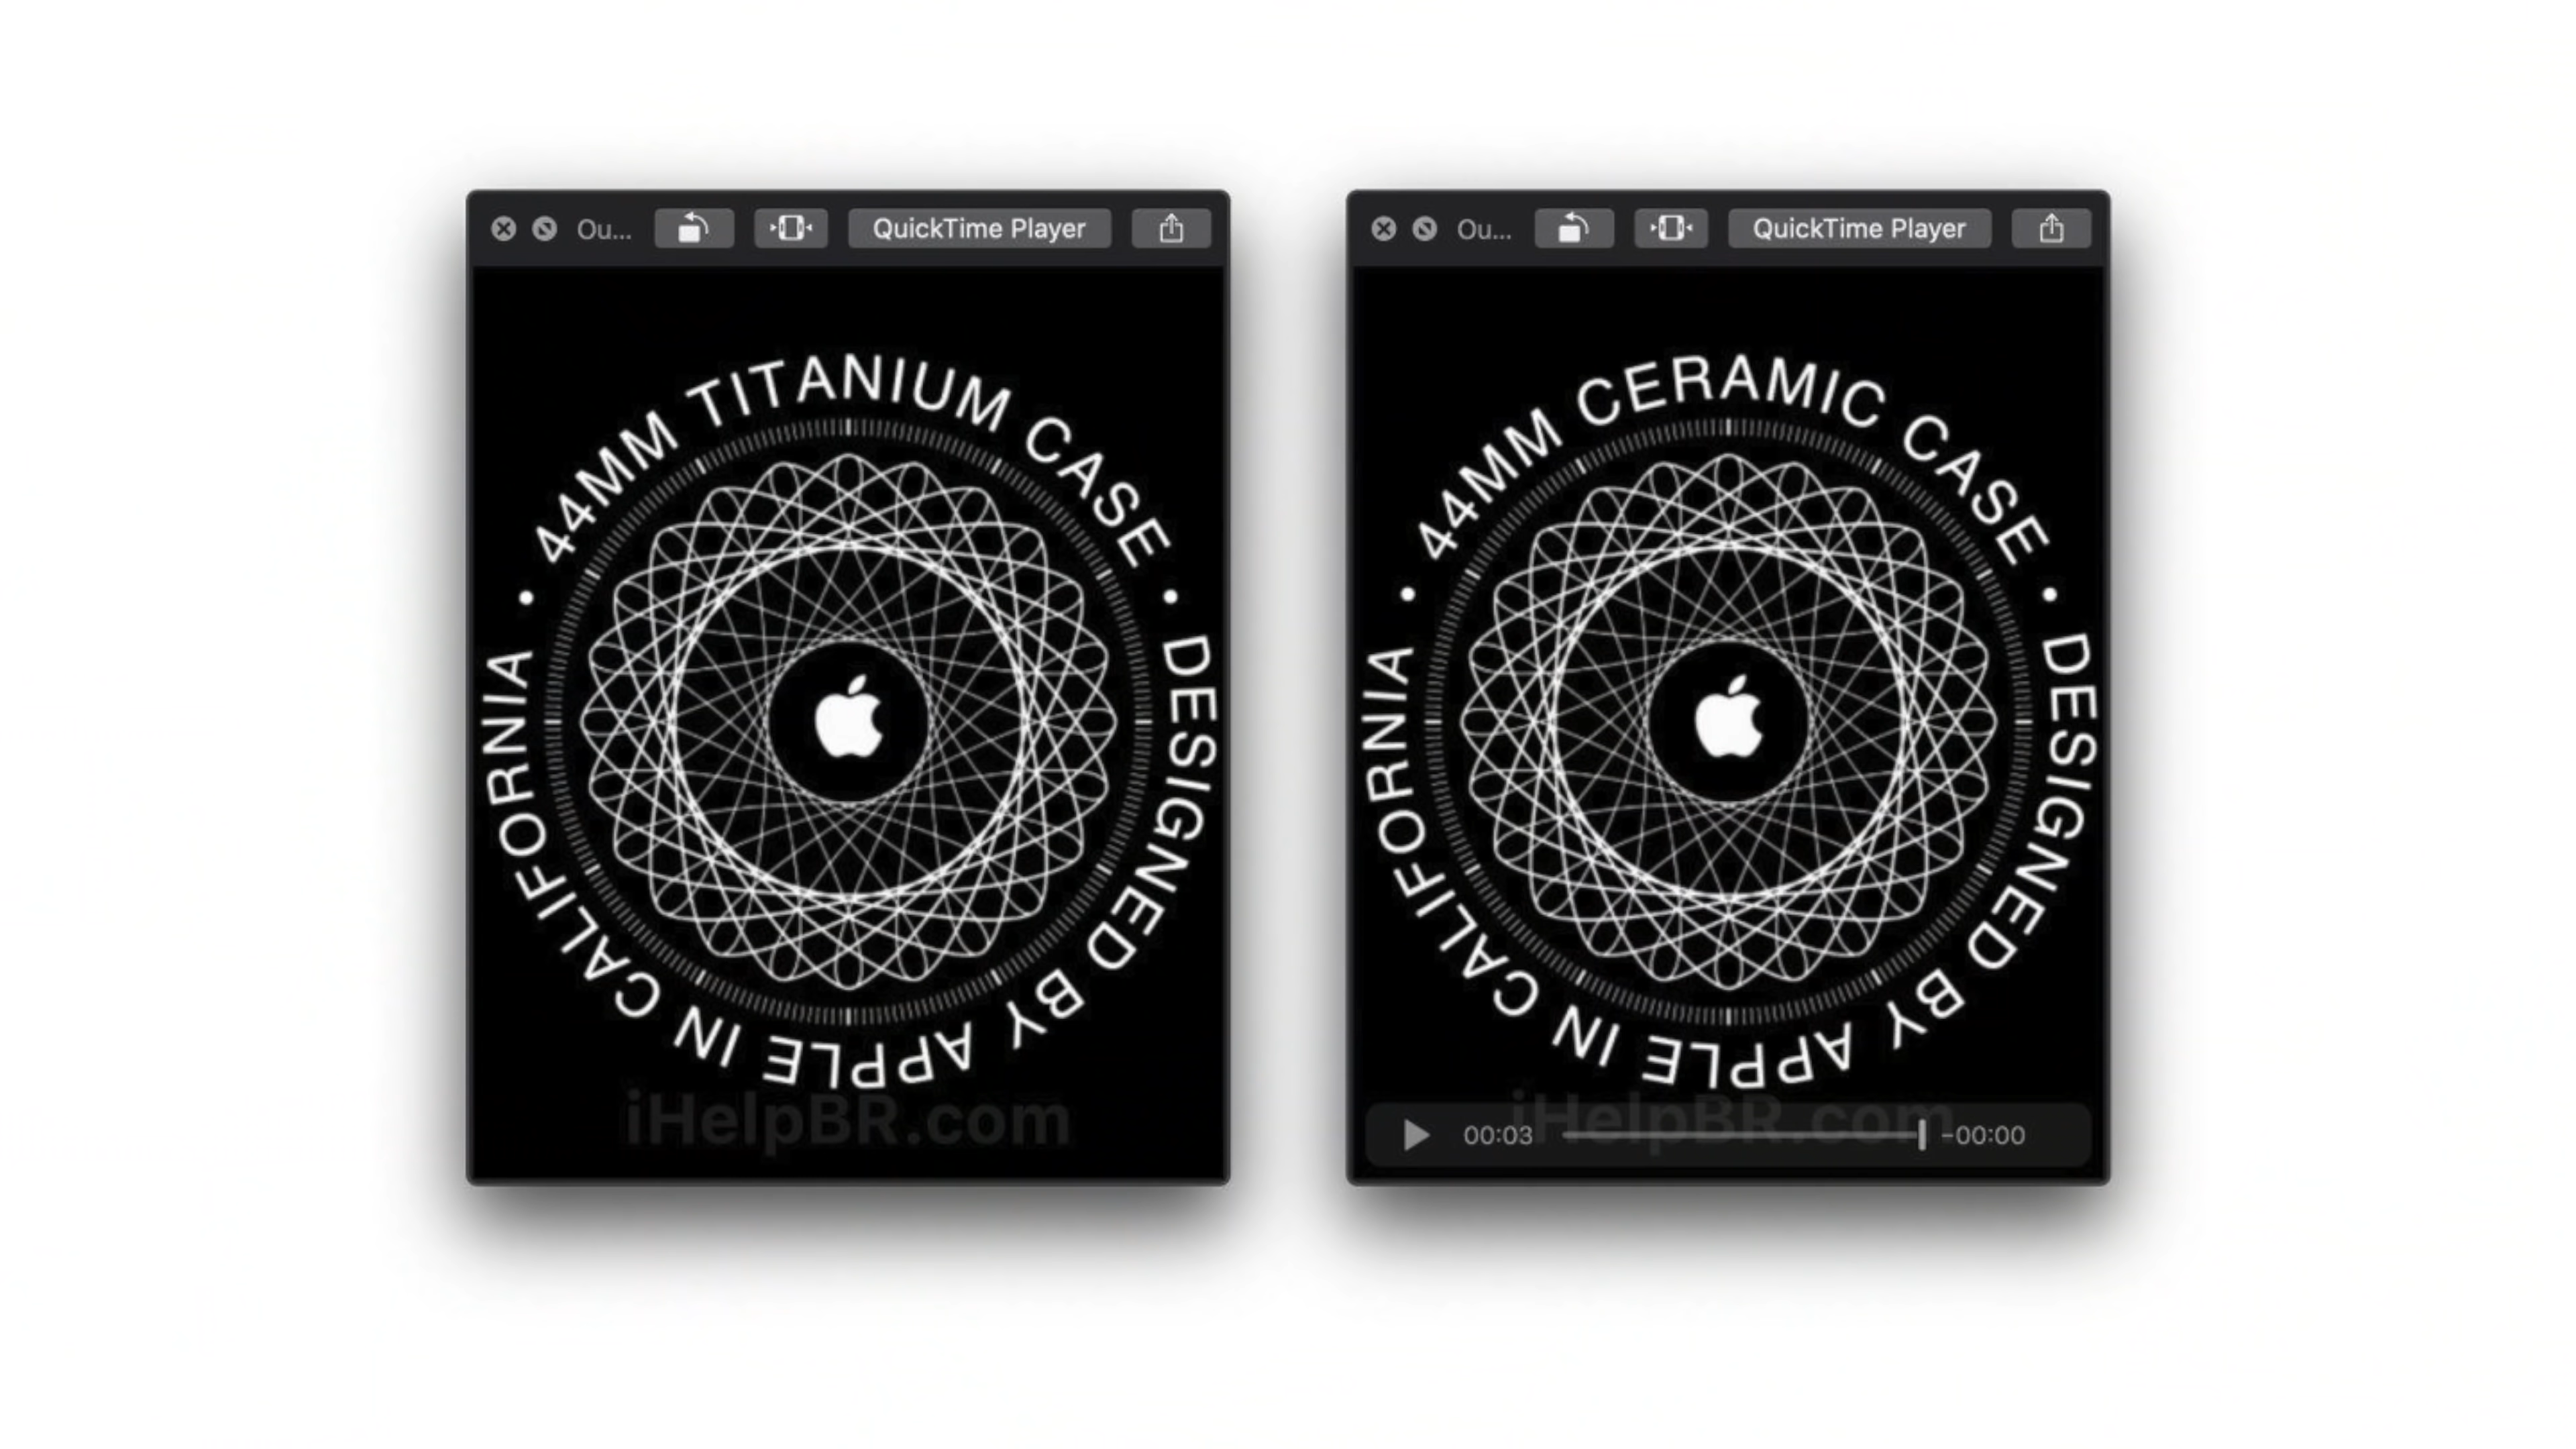 Ou... QuickTime Player
44MM TITANIUM CASE • DESIGNED BY APPLE IN CALIFORNIA •
iHelpBR.com
Ou... QuickTime Player
44MM CERAMIC CASE • DESIGNED BY APPLE IN CALIFORNIA •
iHelpBR.com
00:03 -00:00